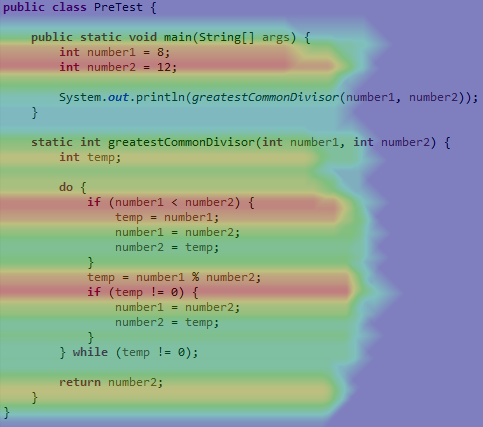 public class PreTest {
public static void main(String[] args) {
int number1 = 8;
int number2 = 12;
System.out.println(greatestCommonDivisor(number1, number2));
}
static int greatestCommonDivisor(int number1, int number2) {
int temp;
do {
if (number1 < number2) {
temp = number1;
number1 = number2;
number2 = temp;
}
temp = number1 % number2;
if (temp != 0) {
number1 = number2;
number2 = temp;
}
} while (temp != 0);
return number2;
}
}